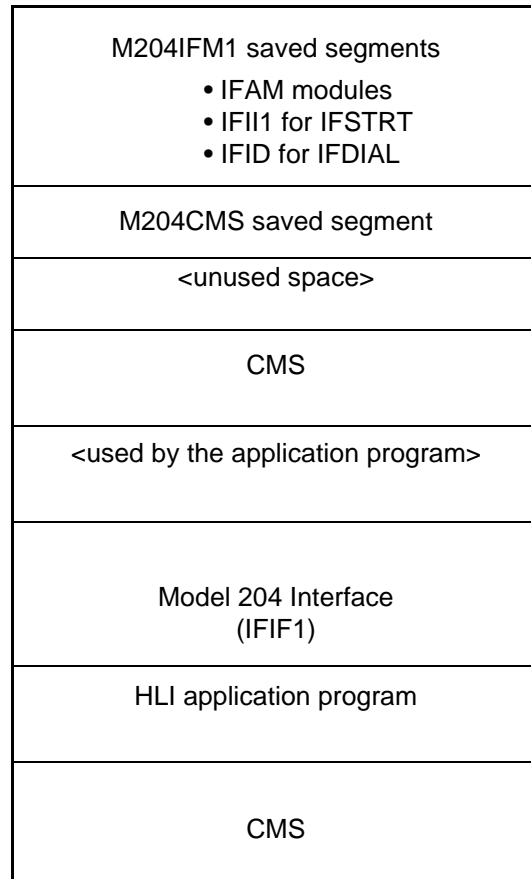 M204IFM1 saved segments
• IFAM modules
• IFII1 for IFSTRT
• IFID for IFDIAL
M204CMS saved segment
<unused space>
CMS
<used by the application program>
Model 204 Interface
(IFIF1)
HLI application program
CMS